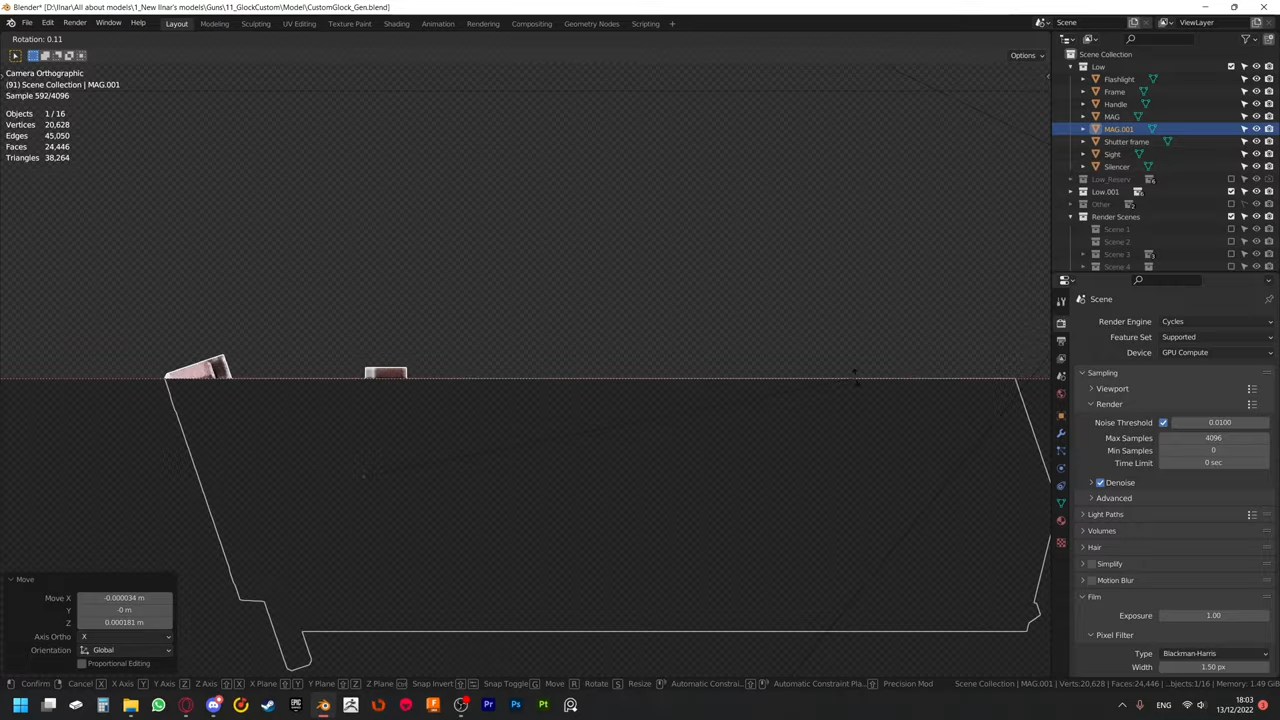 Blender* [D:\Ilnar\All about models\1_New Ilnar's models\Guns\11_GlockCustom\Model\CustomGlock_Gen.blend]
File Edit Render Window Help Layout Modeling Sculpting UV Editing Texture Paint Shading Animation Rendering Compositing Geometry Nodes Scripting + Scene ViewLayer
Rotation: 0.11
Options
Camera Orthographic
(91) Scene Collection | MAG.001
Sample 592/4096
Objects 1 / 16
Vertices 20,628
Edges 45,050
Faces 24,446
Triangles 38,264
Scene Collection
Low
Flashlight
Frame
Handle
MAG
MAG.001
Shutter frame
Sight
Silencer
Low_Reserv
Low.001
Other
Render Scenes
Scene 1
Scene 2
Scene 3
Scene 4
Scene
Render Engine Cycles
Feature Set Supported
Device GPU Compute
Sampling
Viewport
Render
Noise Threshold 0.0100
Max Samples 4096
Min Samples 0
Time Limit 0 sec
Denoise
Advanced
Light Paths
Volumes
Hair
Simplify
Motion Blur
Film
Exposure 1.00
Pixel Filter
Type Blackman-Harris
Width 1.50 px
Move
Move X -0.000034 m
Y -0 m
Z 0.000181 m
Axis Ortho X
Orientation Global
Proportional Editing
Confirm Cancel X X Axis Y Y Axis Z Z Axis X X Plane Y Y Plane Z Z Plane Snap Invert Snap Toggle G Move R Rotate S Resize Automatic Constraint Automatic Constraint Plane Precision Mode Scene Collection | MAG.001 | Verts:20,628 | Faces:24,446 | ...objects:1/16 | Memory: 1.49 GiB
ENG
18:03
13/12/2022